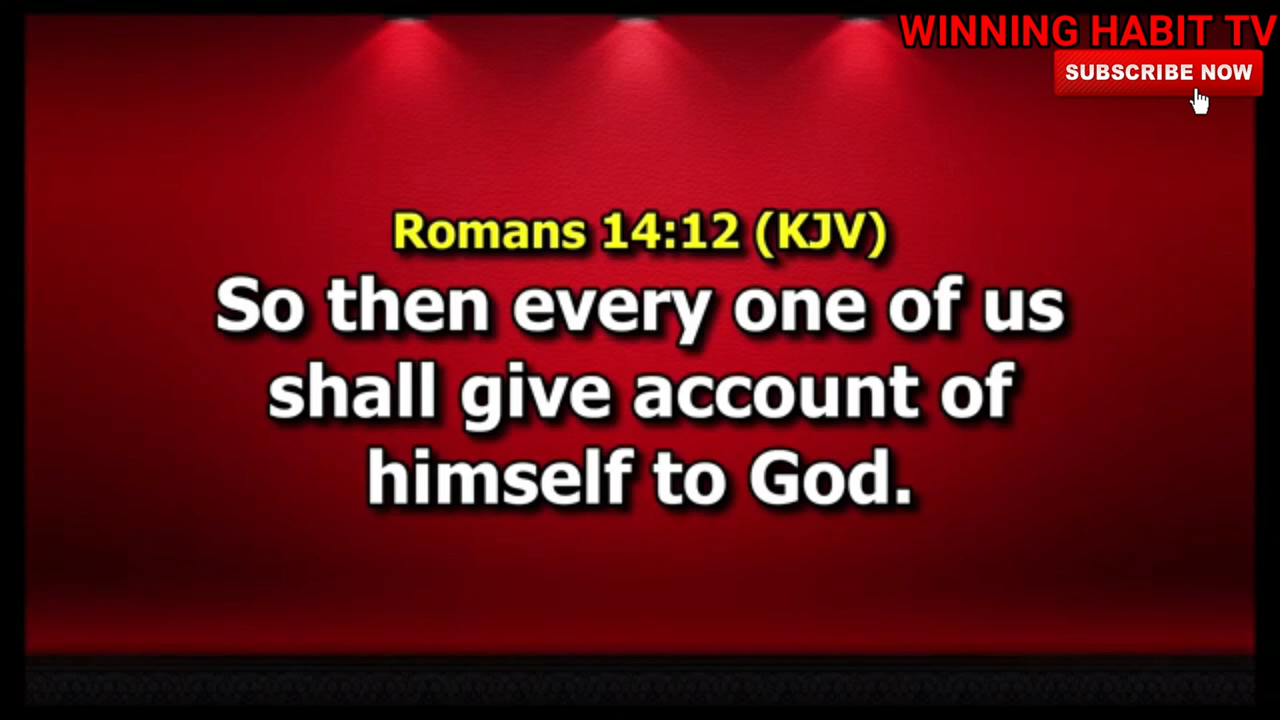 WINNING HABIT TV
SUBSCRIBE NOW
Romans 14:12 (KJV)
So then every one of us
shall give account of
himself to God.